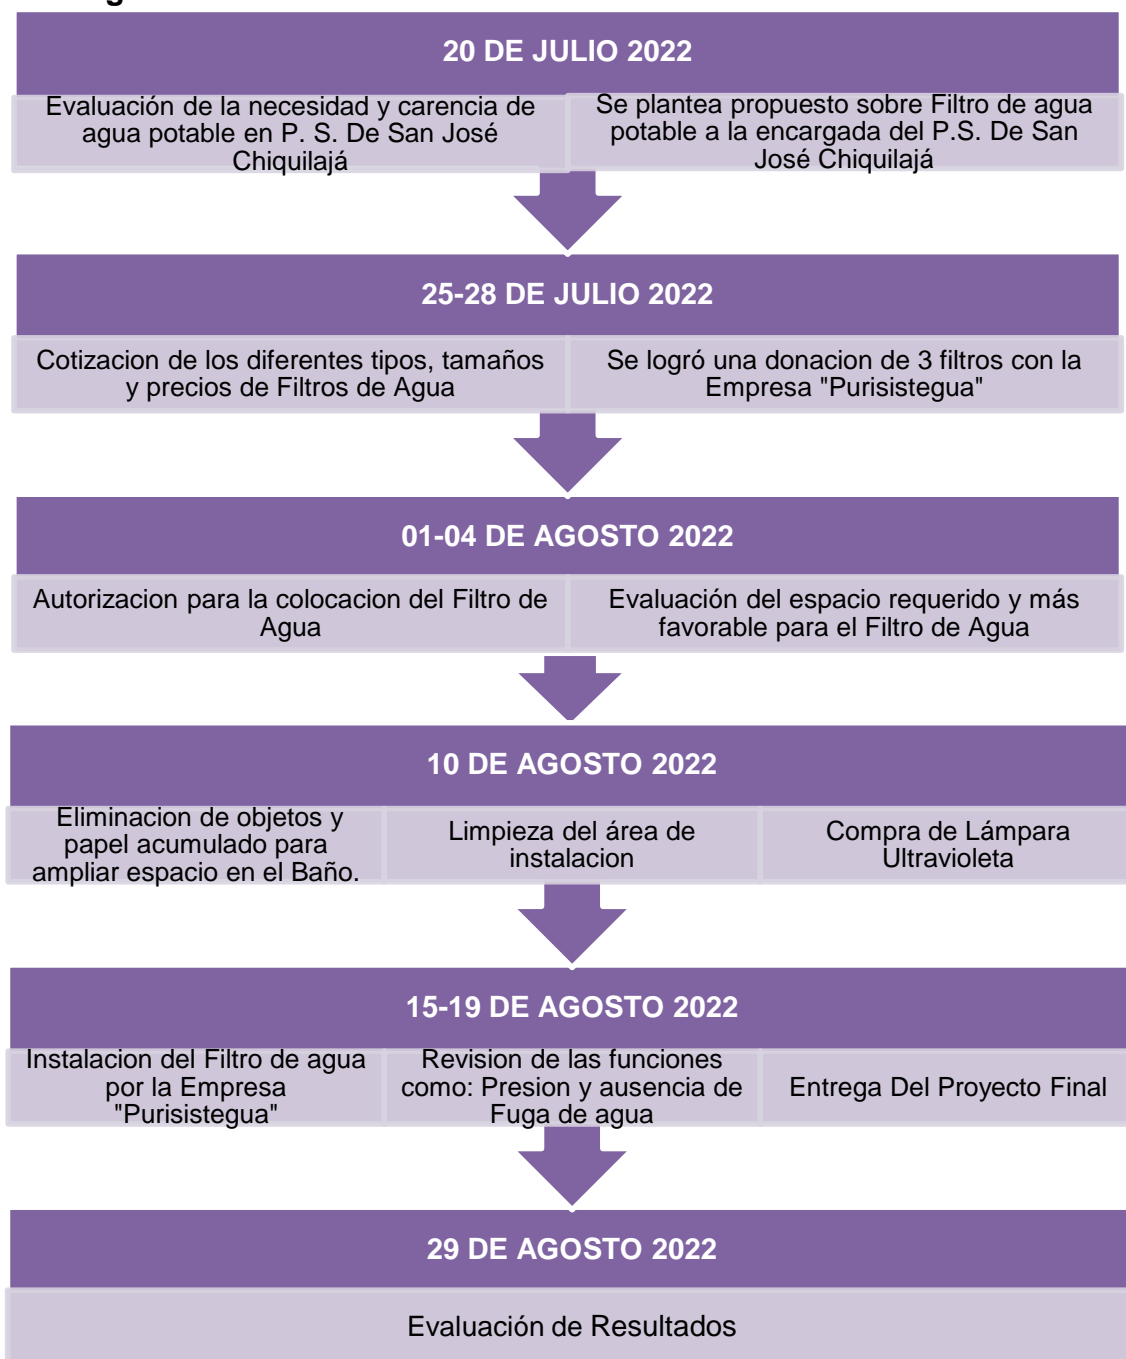 20 DE JULIO 2022
Evaluación de la necesidad y carencia de
agua potable en P. S. De San José
Chiquilajá
Se plantea propuesto sobre Filtro de agua
potable a la encargada del P.S. De San
José Chiquilajá
25-28 DE JULIO 2022
Cotizacion de los diferentes tipos, tamaños
y precios de Filtros de Agua
Se logró una donacion de 3 filtros con la
Empresa "Purisistegua"
01-04 DE AGOSTO 2022
Autorizacion para la colocacion del Filtro de
Agua
Evaluación del espacio requerido y más
favorable para el Filtro de Agua
10 DE AGOSTO 2022
Eliminacion de objetos y
papel acumulado para
ampliar espacio en el Baño.
Limpieza del área de
instalacion
Compra de Lámpara
Ultravioleta
15-19 DE AGOSTO 2022
Instalacion del Filtro de agua
por la Empresa
"Purisistegua"
Revision de las funciones
como: Presion y ausencia de
Fuga de agua
Entrega Del Proyecto Final
29 DE AGOSTO 2022
Evaluación de Resultados